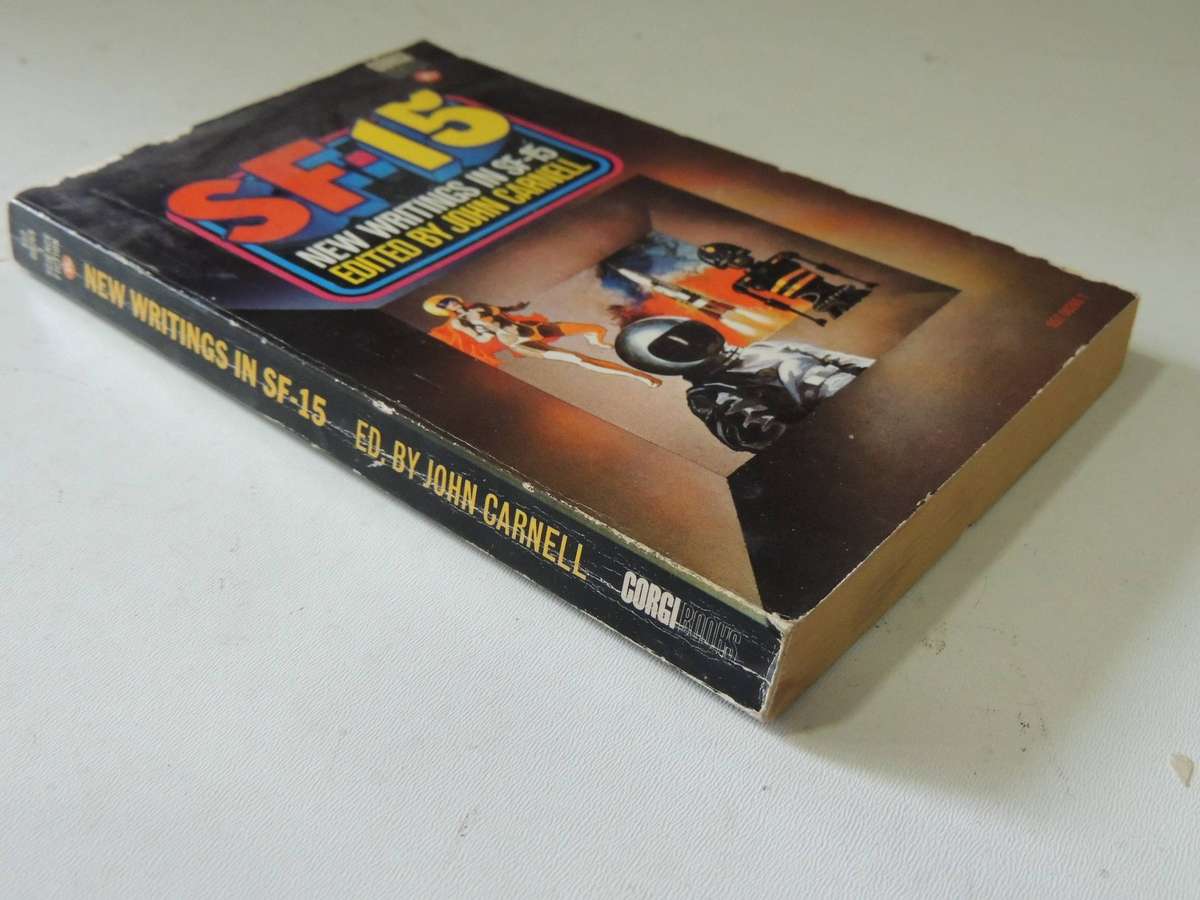 SF-15
NEW WRITINGS IN SF-15
EDITED BY JOHN CARNELL
NEW WRITINGS IN SF-15 ED. BY JOHN CARNELL CORGI BOOKS